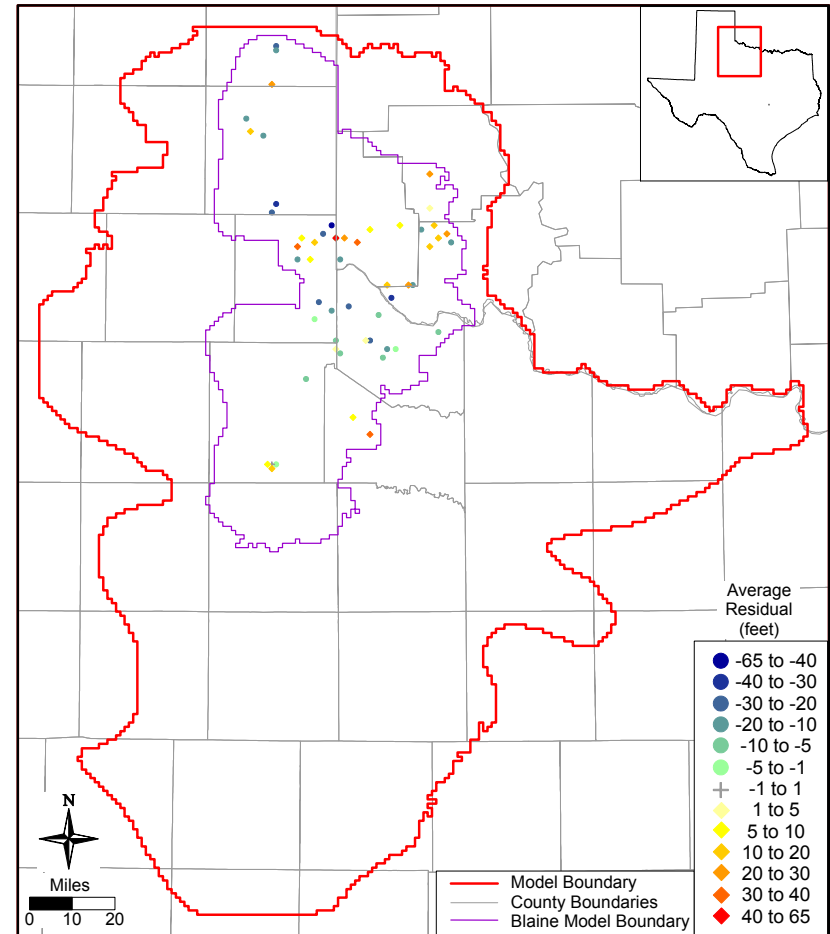 Average
Residual
(feet)
-65 to -40
-40 to -30
-30 to -20
-20 to -10
-10 to -5
-5 to -1
-1 to 1
1 to 5
5 to 10
10 to 20
20 to 30
30 to 40
40 to 65
N
Miles
0 10 20
Model Boundary
County Boundaries
Blaine Model Boundary